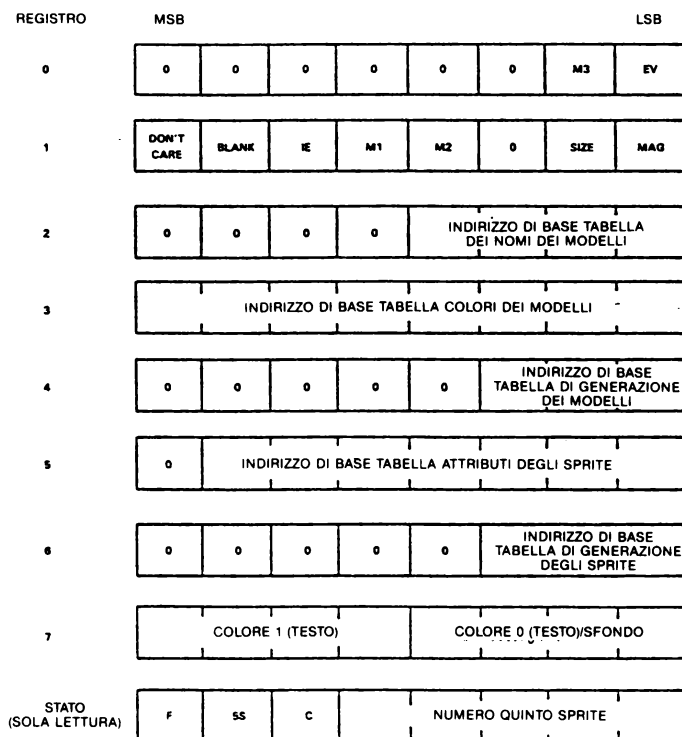 REGISTRO MSB LSB
0 0 0 0 0 0 0 M3 EV
1 DON'T CARE BLANK IE M1 M2 0 SIZE MAG
2 0 0 0 0 INDIRIZZO DI BASE TABELLA
DEI NOMI DEI MODELLI
3 INDIRIZZO DI BASE TABELLA COLORI DEI MODELLI
4 0 0 0 0 0 INDIRIZZO DI BASE
TABELLA DI GENERAZIONE
DEI MODELLI
5 0 INDIRIZZO DI BASE TABELLA ATTRIBUTI DEGLI SPRITE
6 0 0 0 0 0 INDIRIZZO DI BASE
TABELLA DI GENERAZIONE
DEGLI SPRITE
7 COLORE 1 (TESTO) COLORE 0 (TESTO)/SFONDO
STATO
(SOLA LETTURA) F 5S C NUMERO QUINTO SPRITE